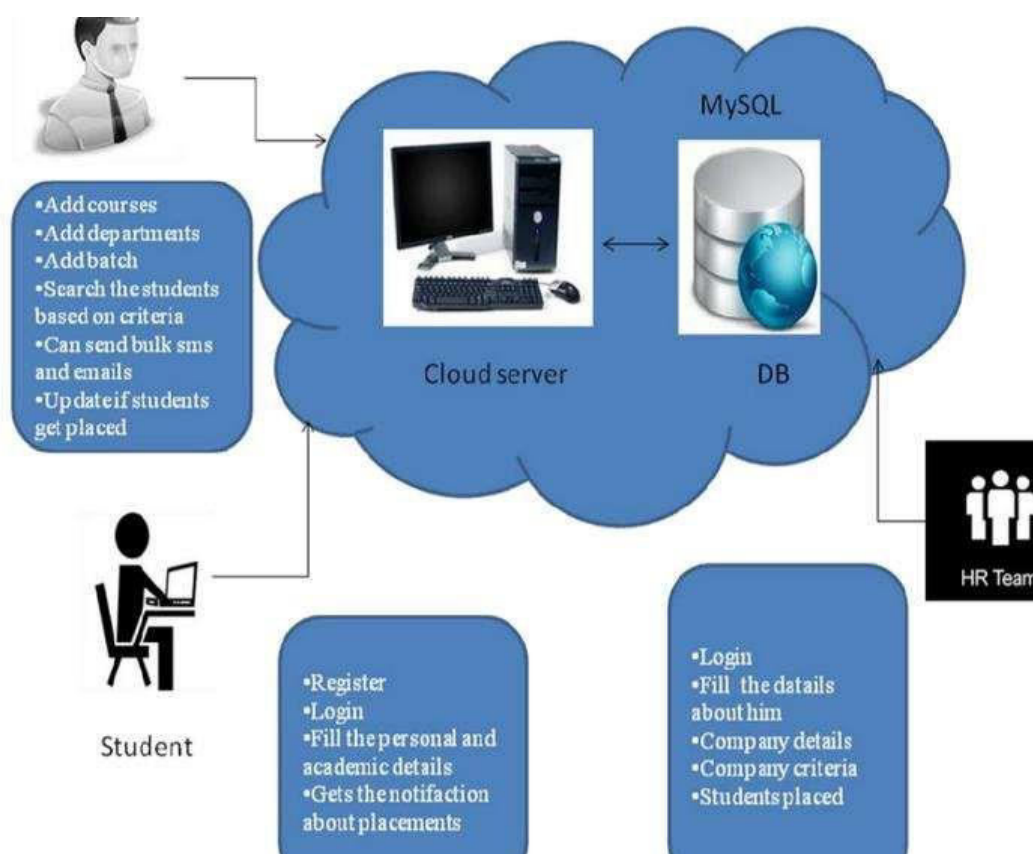 MySQL
Cloud server
DB
•Add courses
•Add departments
•Add batch
•Search the students
based on criteria
•Can send bulk sms
and emails
•Update if students
get placed
HR Team
Student
•Register
•Login
•Fill the personal and
academic details
•Gets the notifaction
about placements
•Login
•Fill the datails
about him
•Company details
•Company criteria
•Students placed